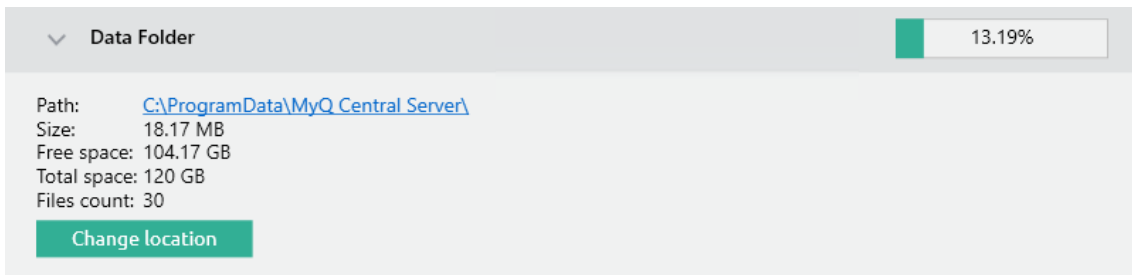 Data Folder 13.19%
Path: C:\ProgramData\MyQ Central Server\
Size: 18.17 MB
Free space: 104.17 GB
Total space: 120 GB
Files count: 30
Change location